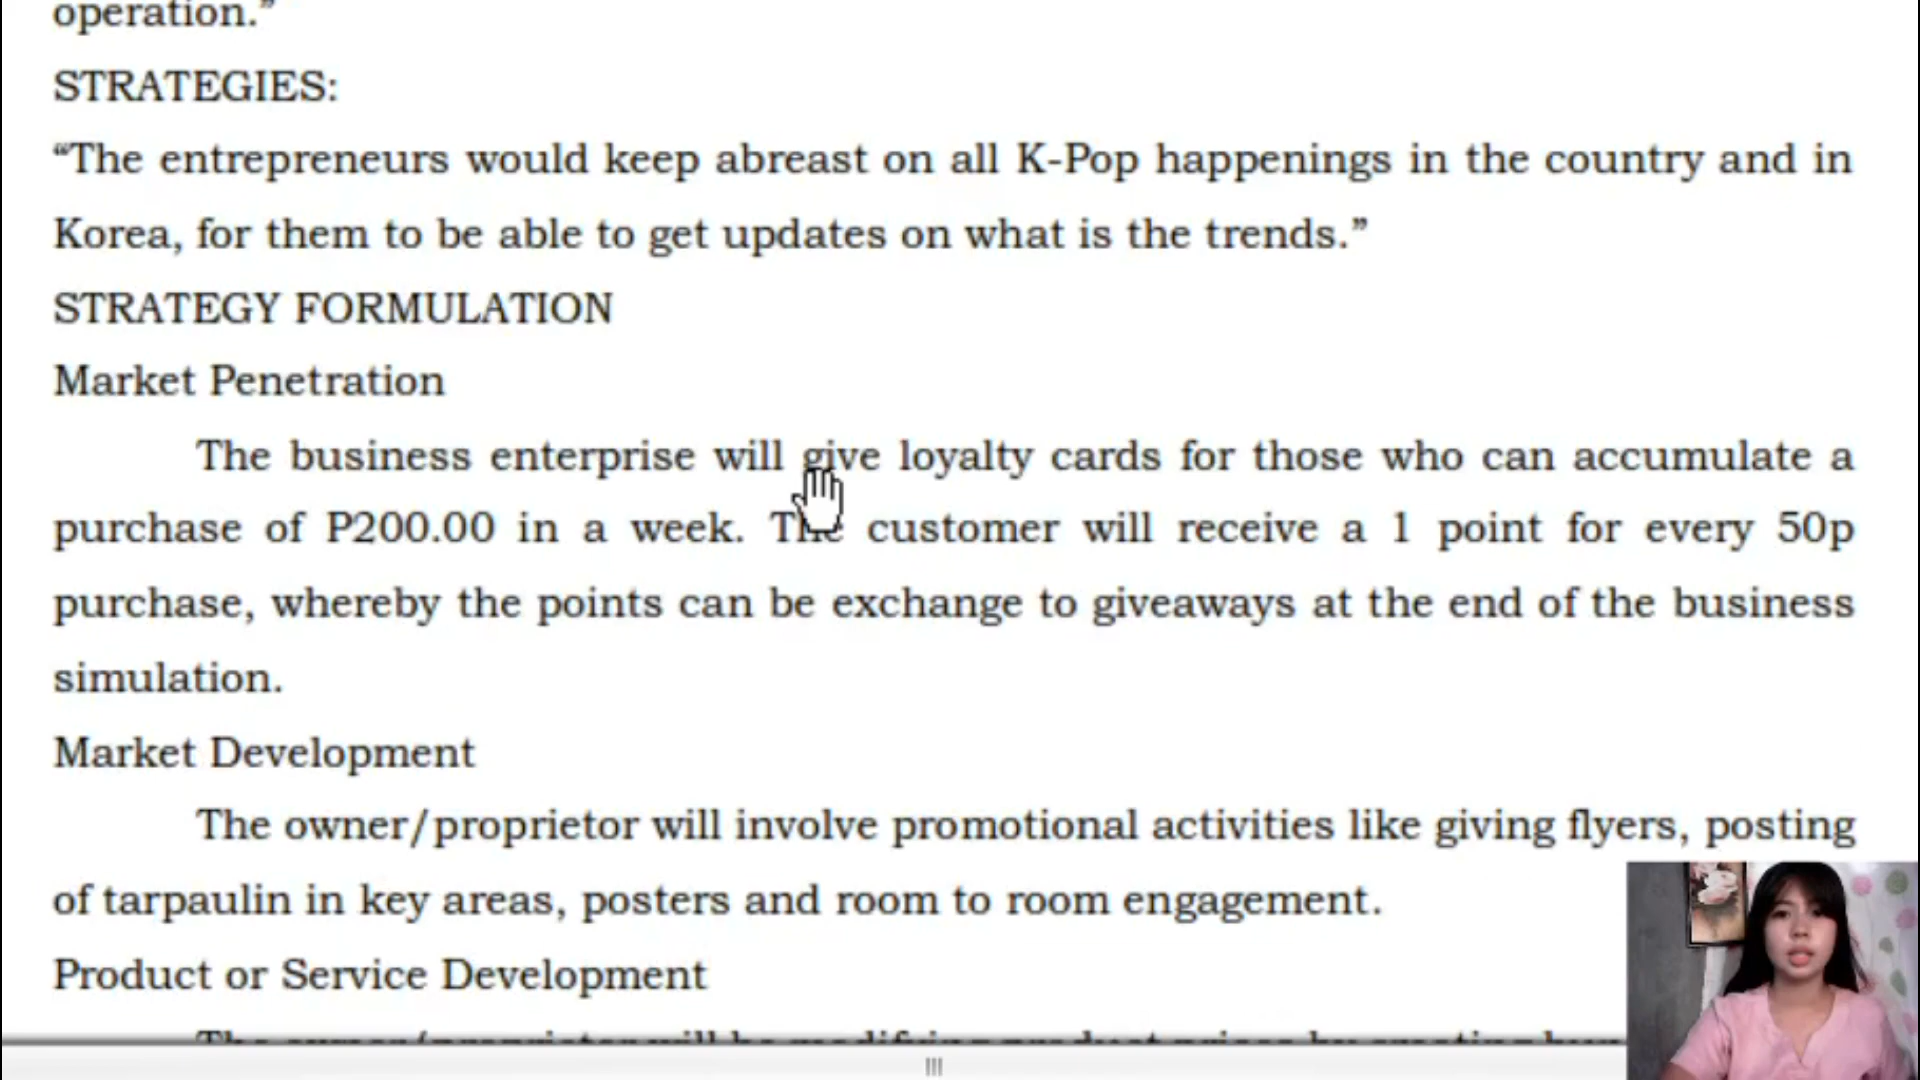 operation.”
STRATEGIES:
“The entrepreneurs would keep abreast on all K-Pop happenings in the country and in
Korea, for them to be able to get updates on what is the trends.”
STRATEGY FORMULATION
Market Penetration
The business enterprise will give loyalty cards for those who can accumulate a
purchase of P200.00 in a week. The customer will receive a 1 point for every 50p
purchase, whereby the points can be exchange to giveaways at the end of the business
simulation.
Market Development
The owner/proprietor will involve promotional activities like giving flyers, posting
of tarpaulin in key areas, posters and room to room engagement.
Product or Service Development